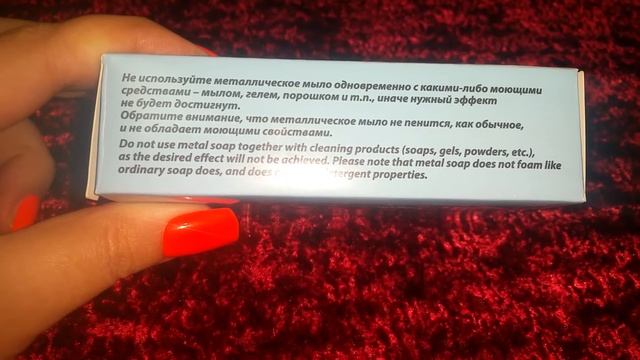 Не используйте металлическое мыло одновременно с какими-либо моющими
средствами – мылом, гелем, порошком и т.п., иначе нужный эффект
не будет достигнут.
Обратите внимание, что металлическое мыло не пенится, как обычное,
и не обладает моющими свойствами.
Do not use metal soap together with cleaning products (soaps, gels, powders, etc.),
as the desired effect will not be achieved. Please note that metal soap does not foam like
ordinary soap does, and does properties.